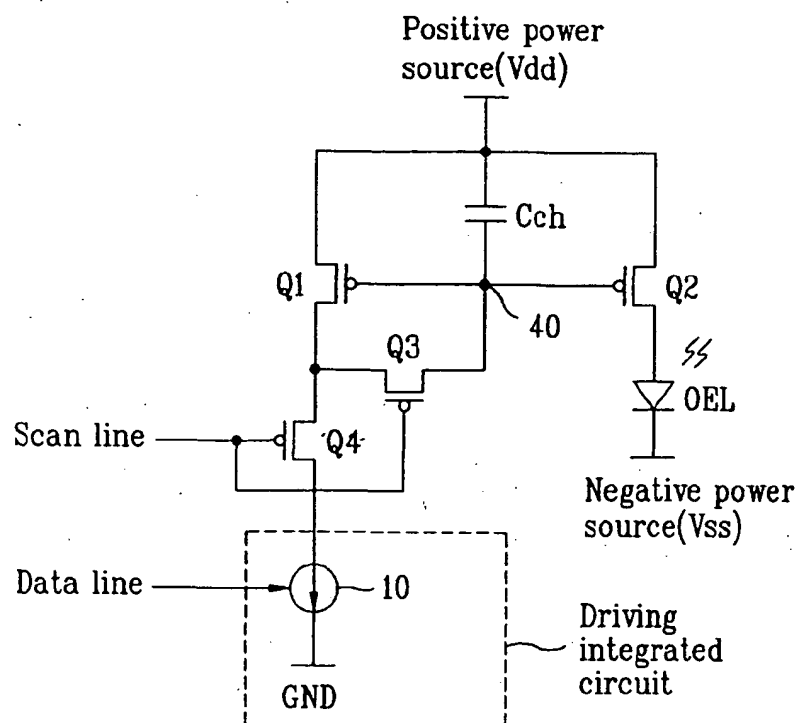 Positive power
source(Vdd)
Cch
Q1
Q2
40
Q3
OEL
Scan line
Q4
Negative power
source(Vss)
Data line
10
Driving
integrated
circuit
GND